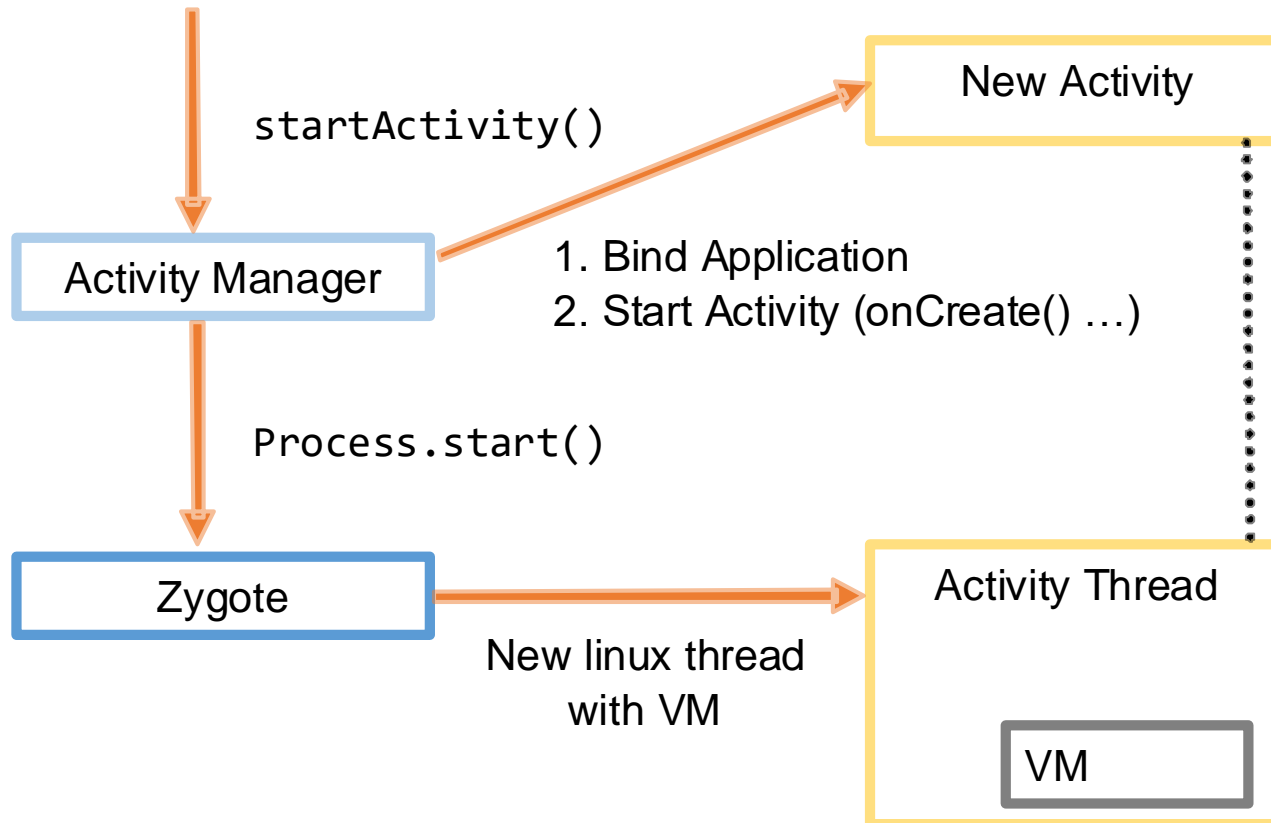 New Activity
startActivity()
Activity Manager
1. Bind Application
2. Start Activity (onCreate() …)
Process.start()
Zygote
Activity Thread
New linux thread
with VM
VM